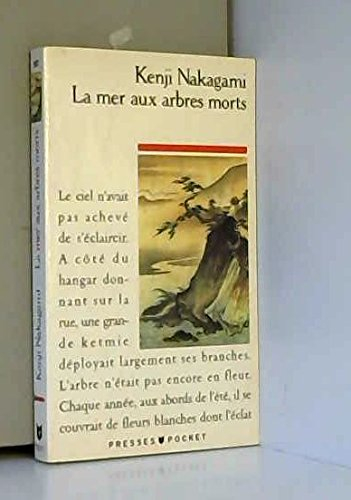 Kenji Nakagami
La mer aux arbres morts
Le ciel n'avait
pas achevé
de s'éclaircir.
A côté du
hangar don-
nant sur la
rue, une gran-
de ketmie
déployait largement ses branches.
L'arbre n'était pas encore en fleur.
Chaque année, aux abords de l'été, il se
couvrait de fleurs blanches dont l'éclat
PRESSES POCKET
Kenji Nakagami La mer aux arbres morts